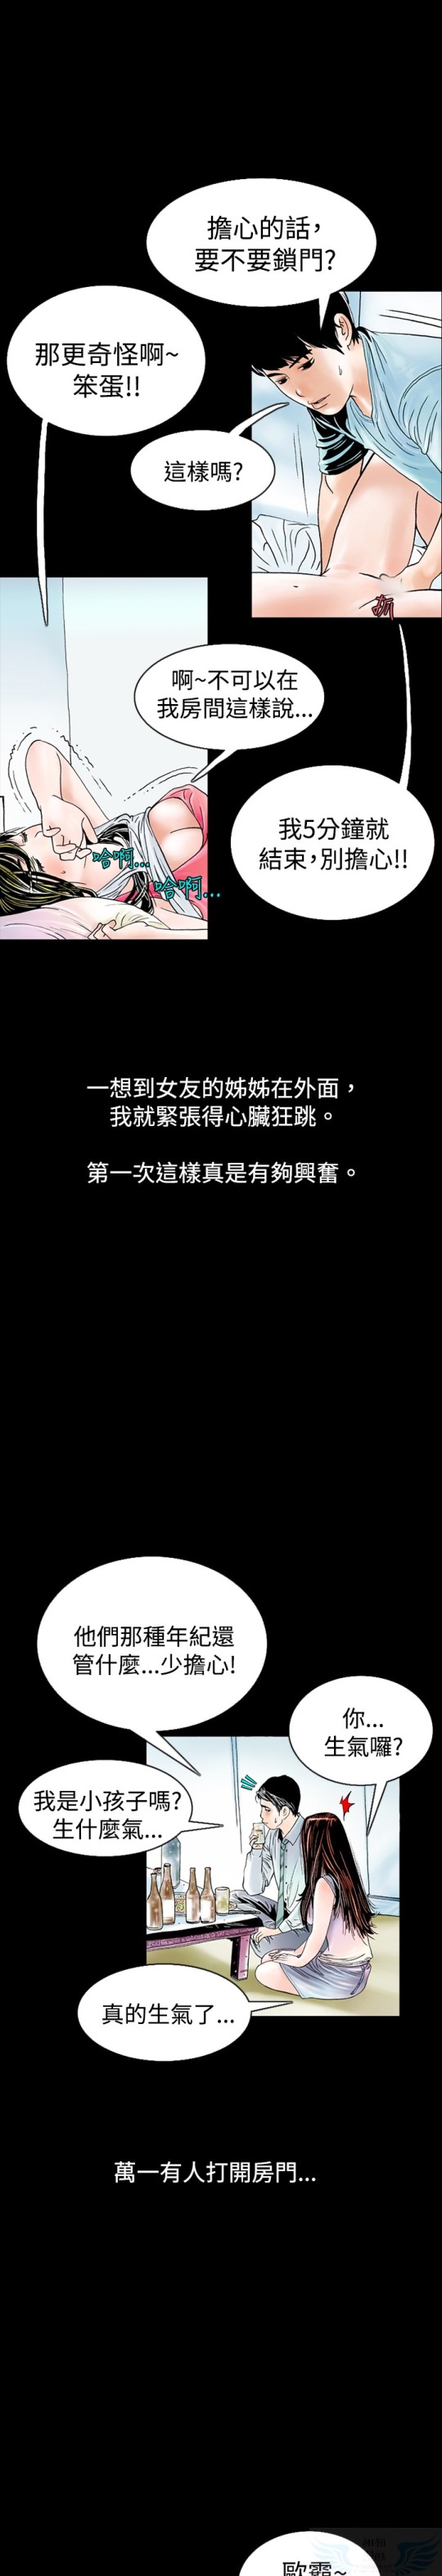 擔心的話，
要不要鎖門?
那更奇怪啊~
笨蛋!!
這樣嗎?
抓
啊~不可以在
我房間這樣說...
哈啊...
哈啊...
我5分鐘就
結束，別擔心!!
一想到女友的姊姊在外面，
我就緊張得心臟狂跳。
第一次這樣真是有夠興奮。
他們那種年紀還
管什麼...少擔心!
你...
生氣囉?
我是小孩子嗎?
生什麼氣...
真的生氣了...
萬一有人打開房門...
歐霸~